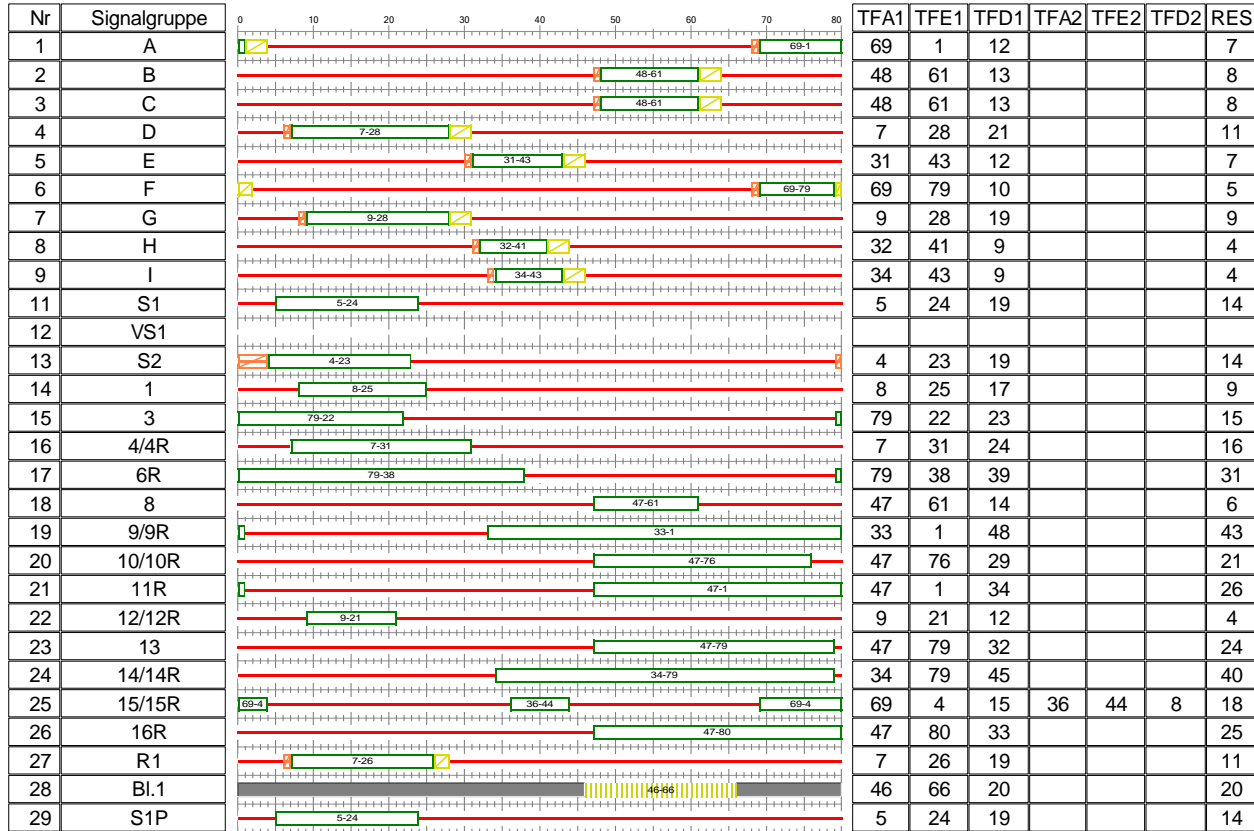 Nr Signalgruppe 0 10 20 30 40 50 60 70 80 TFA1 TFE1 TFD1 TFA2 TFE2 TFD2 RES
1 A 69-1 69 1 12 7
2 B 48-61 48 61 13 8
3 C 48-61 48 61 13 8
4 D 7-28 7 28 21 11
5 E 31-43 31 43 12 7
6 F 69-79 69 79 10 5
7 G 9-28 9 28 19 9
8 H 32-41 32 41 9 4
9 I 34-43 34 43 9 4
11 S1 5-24 5 24 19 14
12 VS1
13 S2 4-23 4 23 19 14
14 1 8-25 8 25 17 9
15 3 79-22 79 22 23 15
16 4/4R 7-31 7 31 24 16
17 6R 79-38 79 38 39 31
18 8 47-61 47 61 14 6
19 9/9R 33-1 33 1 48 43
20 10/10R 47-76 47 76 29 21
21 11R 47-1 47 1 34 26
22 12/12R 9-21 9 21 12 4
23 13 47-79 47 79 32 24
24 14/14R 34-79 34 79 45 40
25 15/15R 69-4 36-44 69-4 69 4 15 36 44 8 18
26 16R 47-80 47 80 33 25
27 R1 7-26 7 26 19 11
28 Bl.1 46-66 46 66 20 20
29 S1P 5-24 5 24 19 14